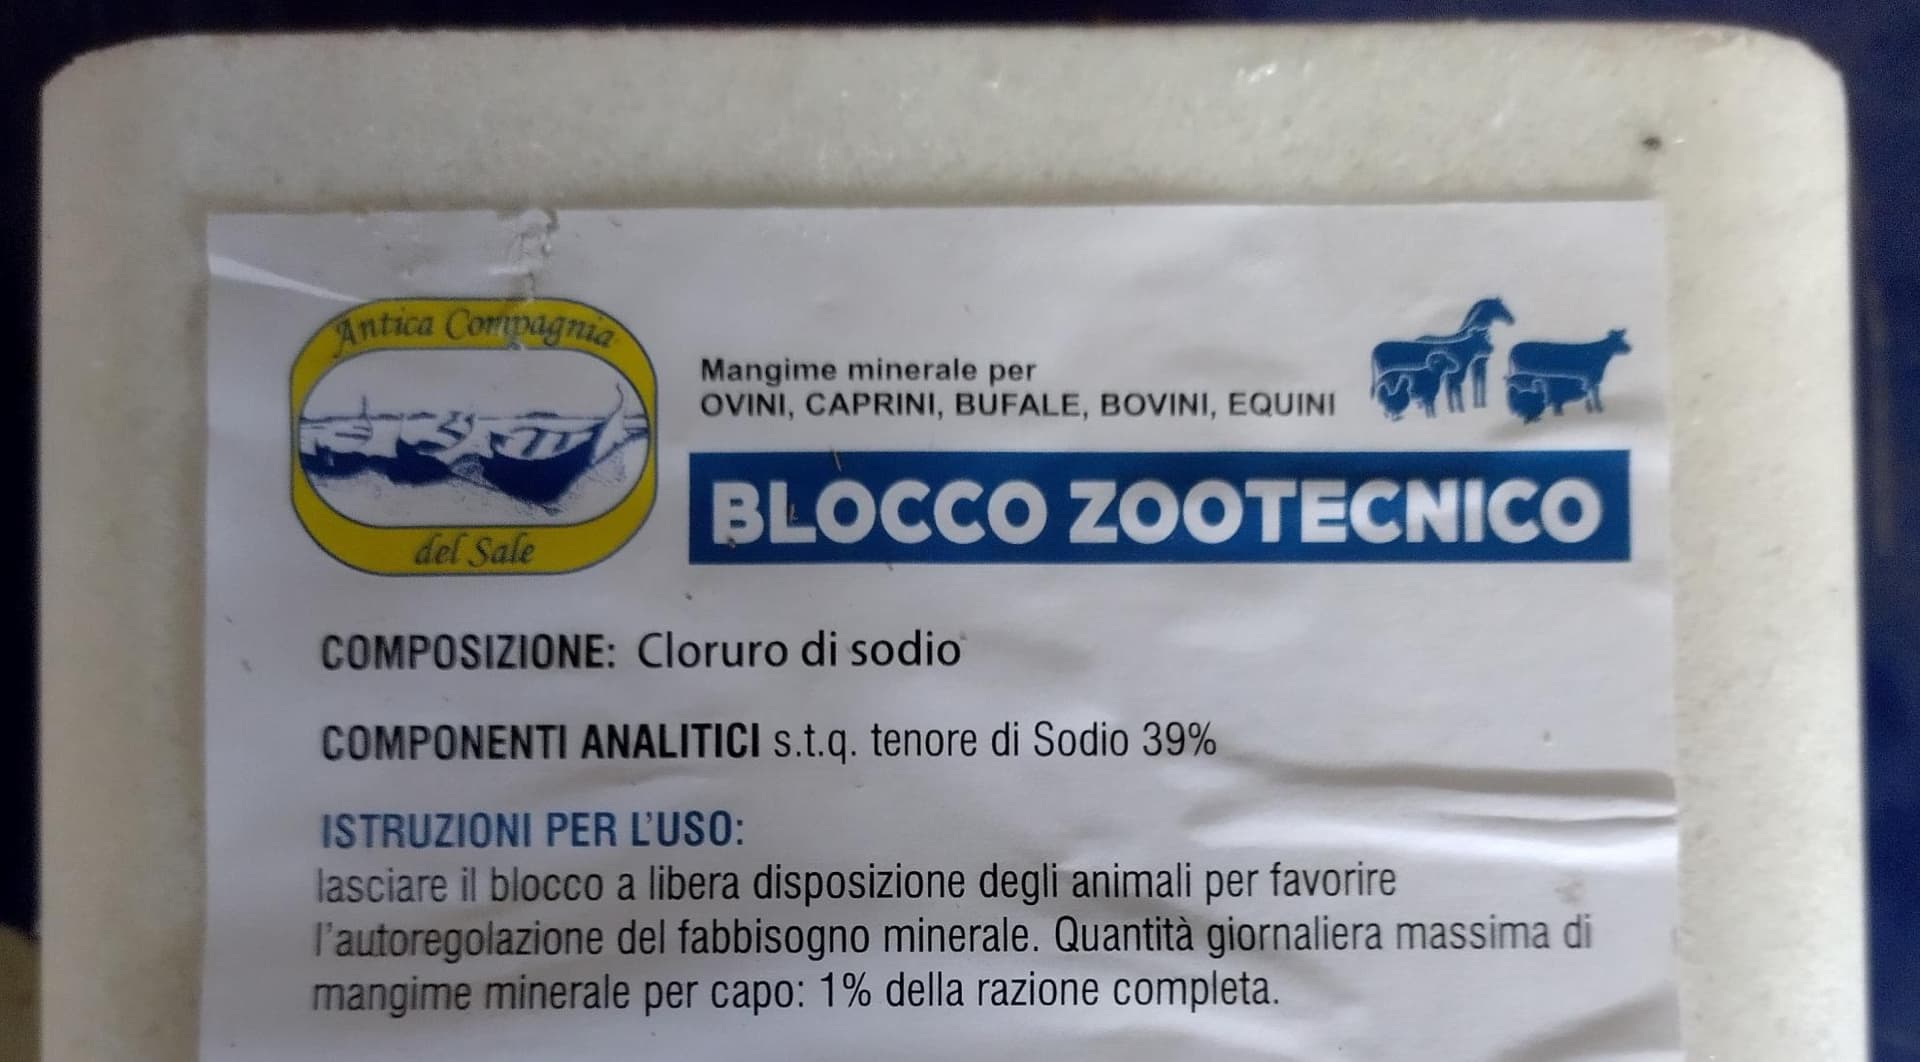 Antica Compagnia
del Sale
Mangime minerale per
OVINI, CAPRINI, BUFALE, BOVINI, EQUINI
BLOCCO ZOOTECNICO
COMPOSIZIONE: Cloruro di sodio
COMPONENTI ANALITICI s.t.q. tenore di Sodio 39%
ISTRUZIONI PER L'USO:
lasciare il blocco a libera disposizione degli animali per favorire
l'autoregolazione del fabbisogno minerale. Quantità giornaliera massima di
mangime minerale per capo: 1% della razione completa.